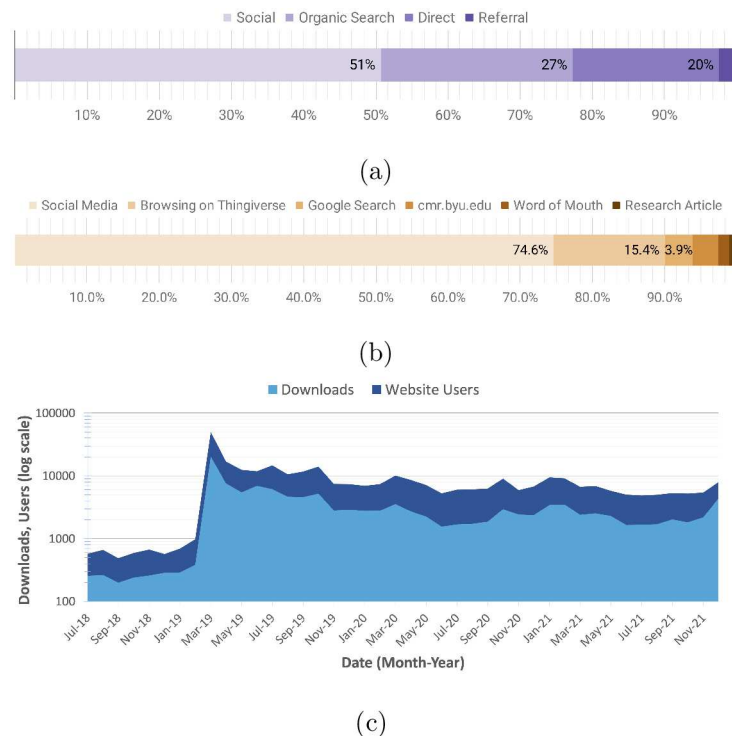 Social Organic Search Direct Referral
51% 27% 20%
10% 20% 30% 40% 50% 60% 70% 80% 90%
(a)
Social Media Browsing on Thingiverse Google Search cmr.byu.edu Word of Mouth Research Article
74.6% 15.4% 3.9%
10.0% 20.0% 30.0% 40.0% 50.0% 60.0% 70.0% 80.0% 90.0%
(b)
Downloads Website Users
Downloads, Users (log scale)
100000
10000
1000
100
Jul-18 Sep-18 Nov-18 Jan-19 Mar-19 May-19 Jul-19 Sep-19 Nov-19 Jan-20 Mar-20 May-20 Jul-20 Sep-20 Nov-20 Jan-21 Mar-21 May-21 Jul-21 Sep-21 Nov-21
Date (Month-Year)
(c)